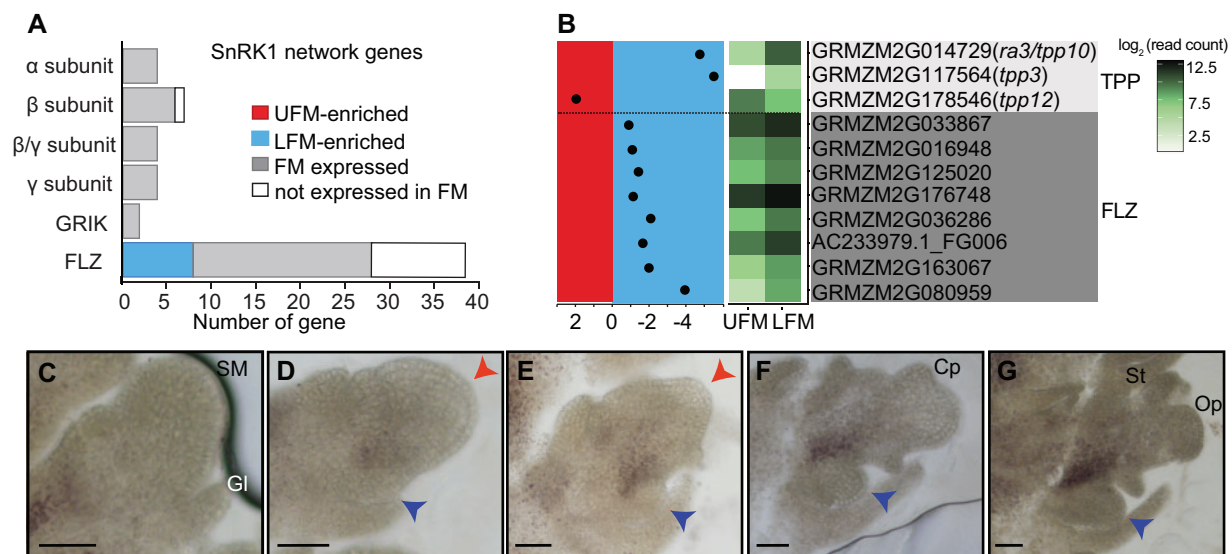 A
SnRK1 network genes
α subunit
β subunit
β/γ subunit
γ subunit
GRIK
FLZ
UFM-enriched
LFM-enriched
FM expressed
not expressed in FM
0 5 10 15 20 25 30 35 40
Number of gene
B
GRMZM2G014729(ra3/tpp10)
GRMZM2G117564(tpp3)
GRMZM2G178546(tpp12)
TPP
GRMZM2G033867
GRMZM2G016948
GRMZM2G125020
GRMZM2G176748
GRMZM2G036286
AC233979.1_FG006
GRMZM2G163067
GRMZM2G080959
FLZ
2 0 -2 -4
UFM LFM
log2 (read count)
12.5
7.5
2.5
C
SM
Gl
D
E
F
Cp
G
St
Op